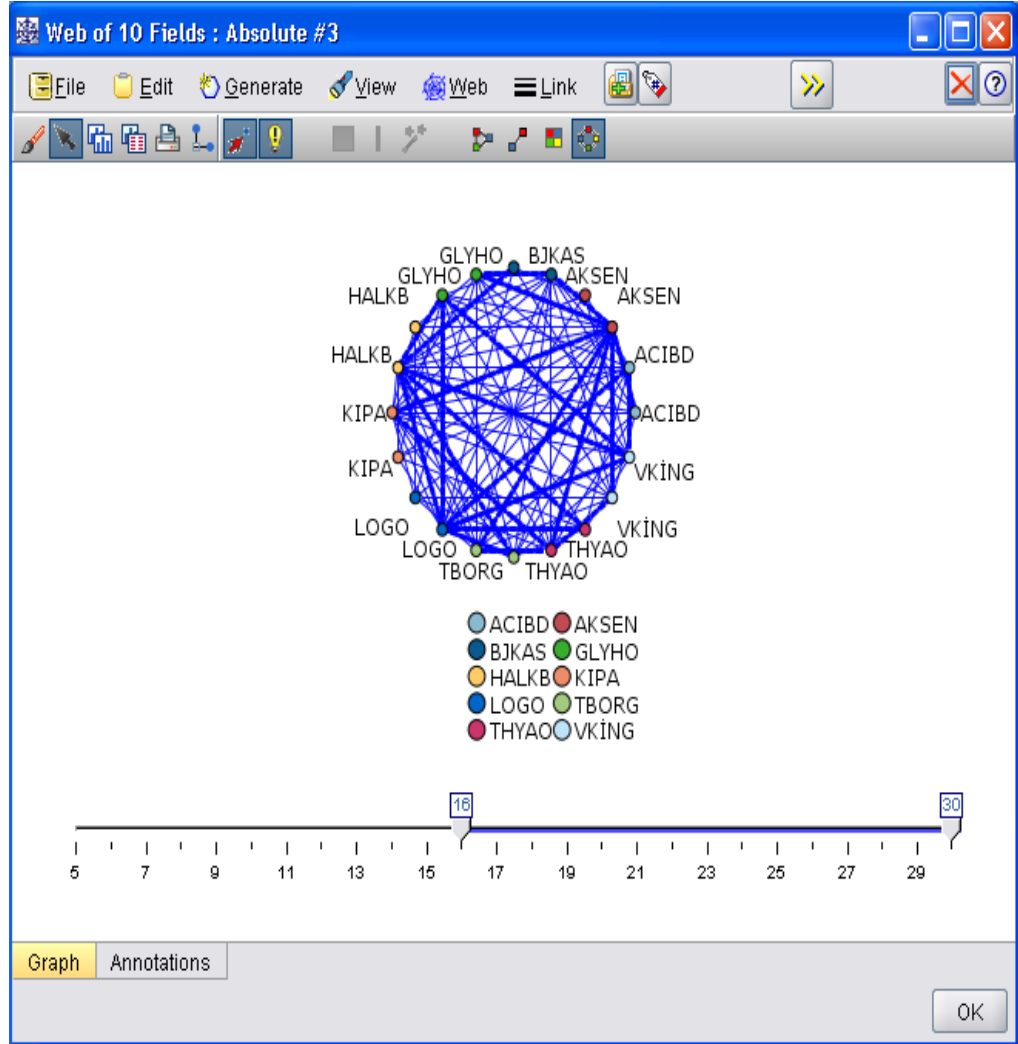 Web of 10 Fields : Absolute #3
File Edit Generate View Web Link
GLYHO BJKAS
GLYHO AKSEN
HALKB AKSEN
HALKB ACIBD
KIPA ACIBD
KIPA VKİNG
LOGO VKİNG
LOGO THYAO
TBORG THYAO
ACIBD AKSEN
BJKAS GLYHO
HALKB KIPA
LOGO TBORG
THYAO VKİNG
16 30
5 7 9 11 13 15 17 19 21 23 25 27 29
Graph Annotations
OK